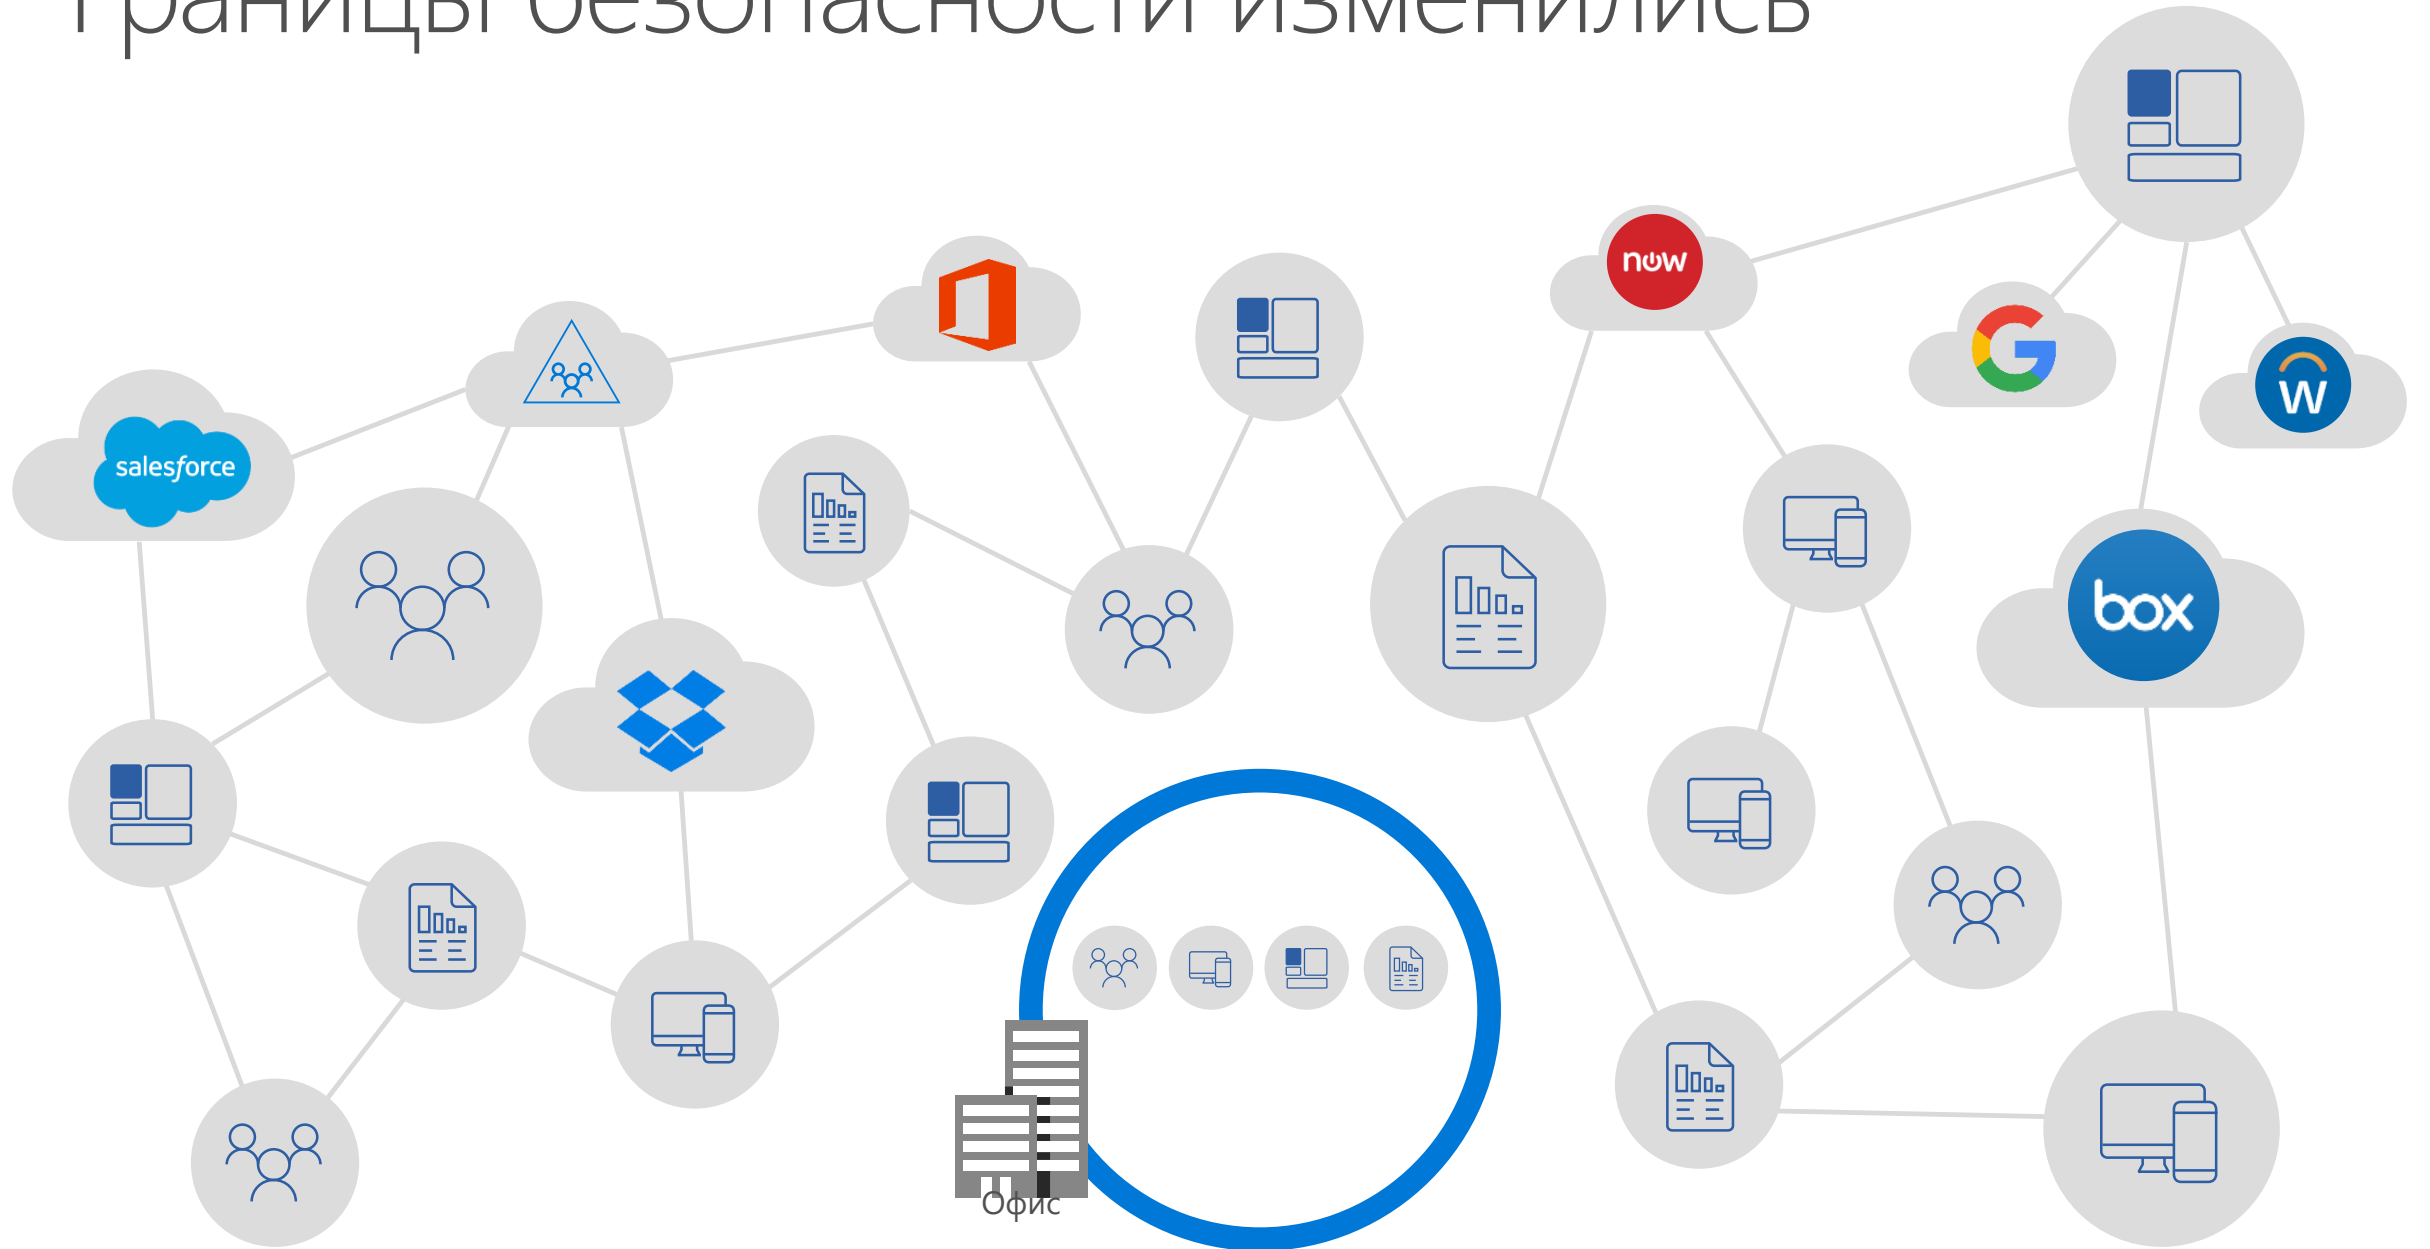 Границы безопасности изменились
now
salesforce
W
box
Офис